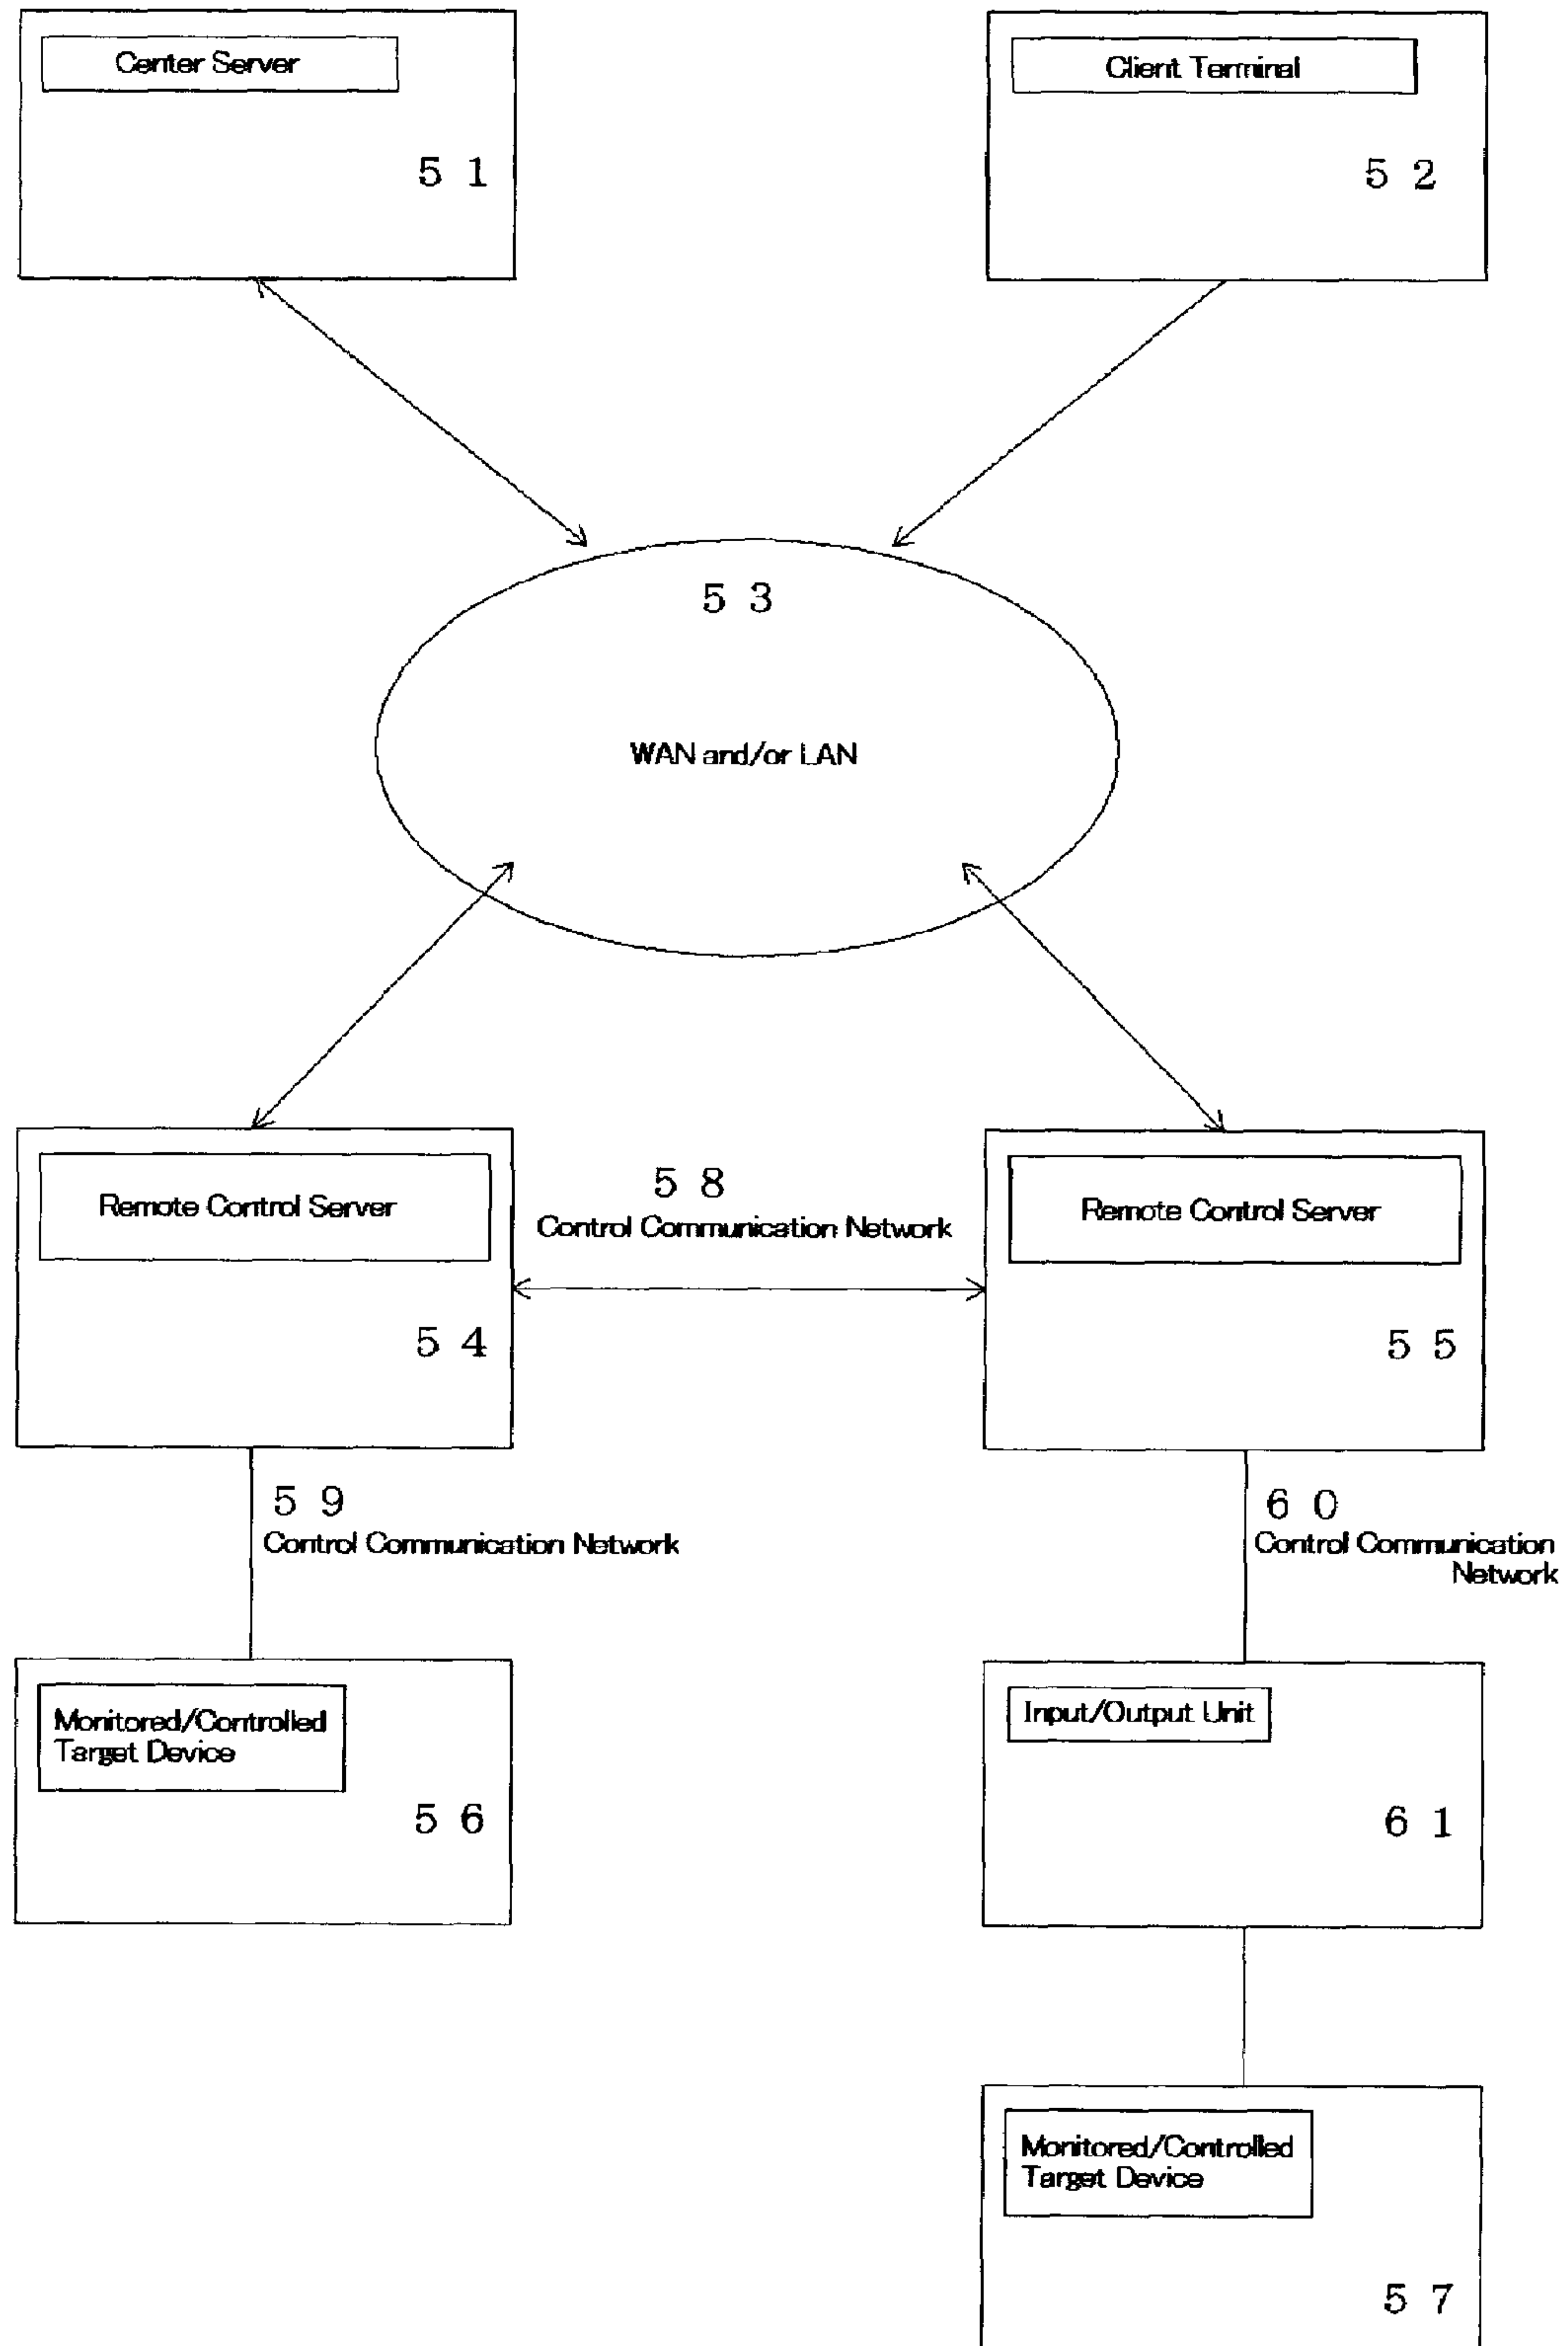 Center Server
5 1
Client Terminal
5 2
5 3
WAN and/or LAN
Remote Control Server
5 4
5 8
Control Communication Network
Remote Control Server
5 5
5 9
Control Communication Network
6 0
Control Communication
Network
Monitored/Controlled
Target Device
5 6
Input/Output Unit
6 1
Monitored/Controlled
Target Device
5 7